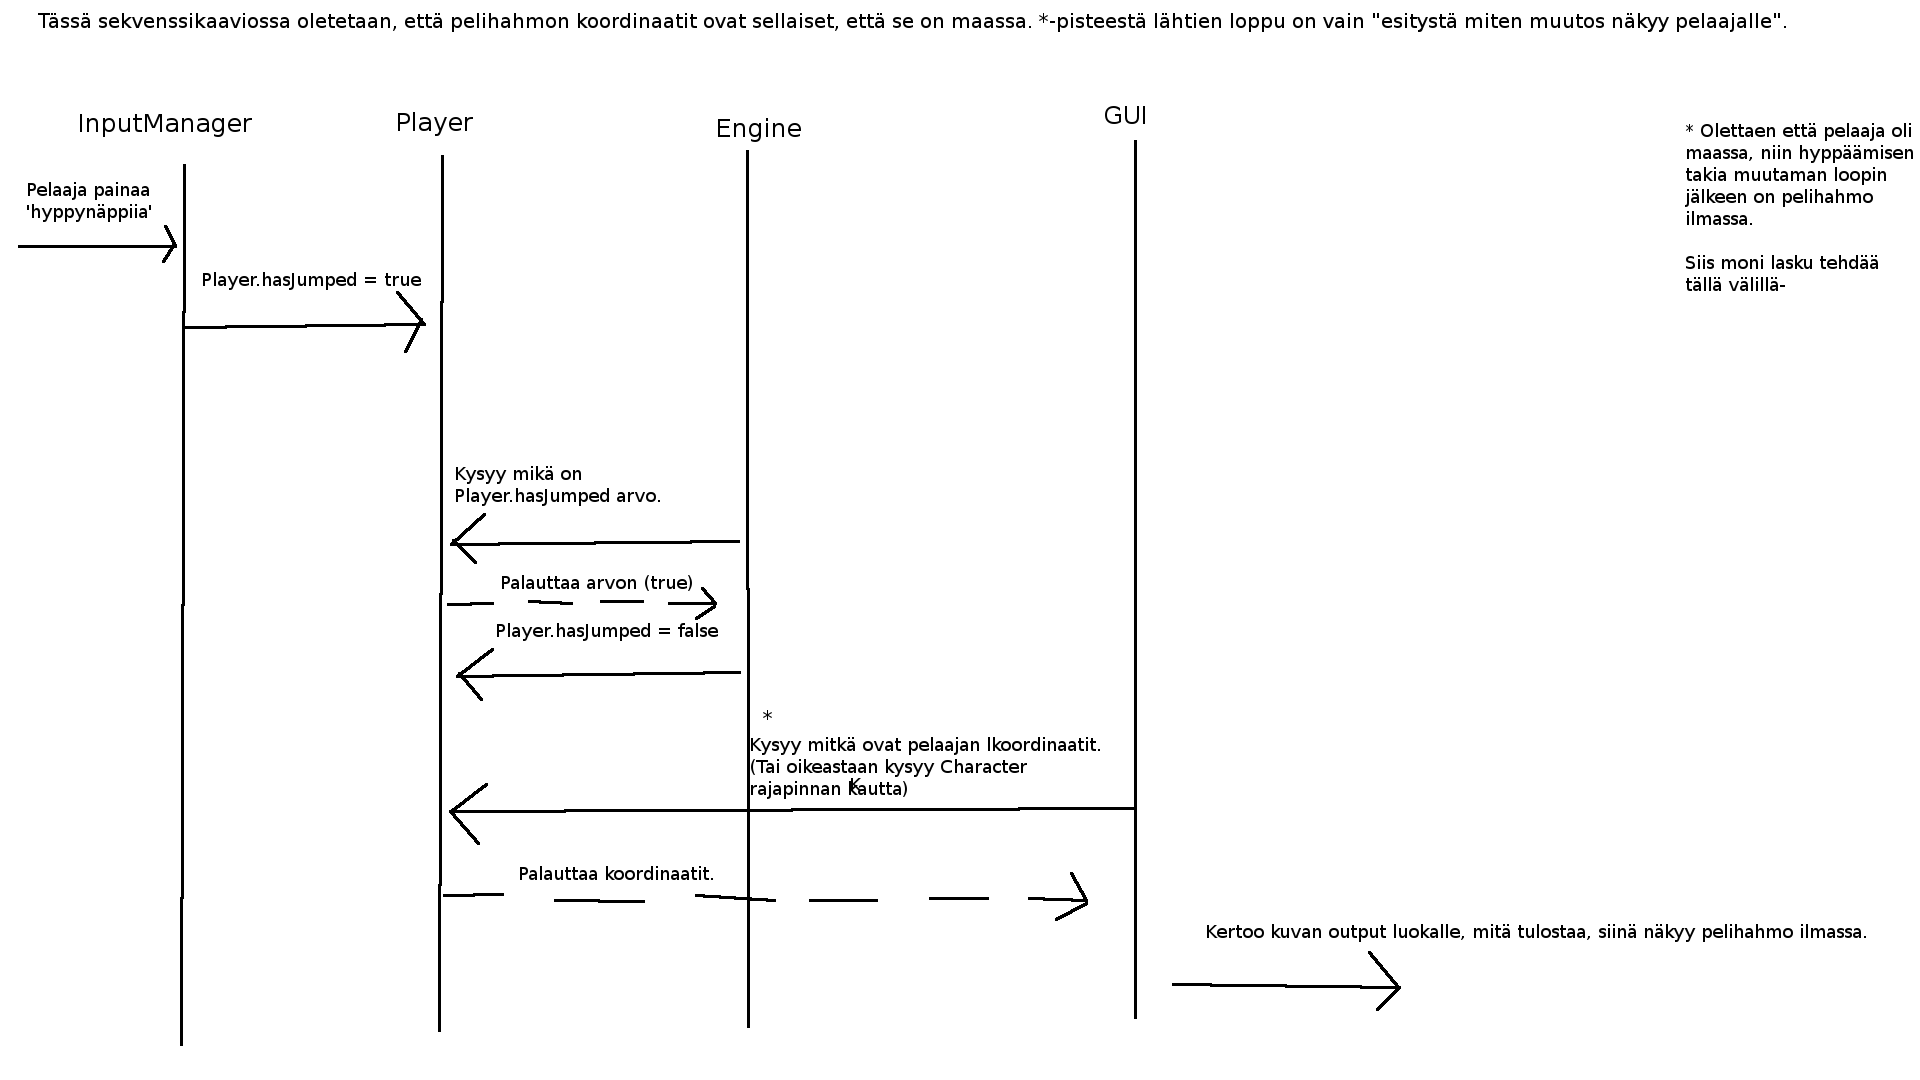 Tässä sekvenssikaaviossa oletetaan, että pelihahmon koordinaatit ovat sellaiset, että se on maassa. *-pisteestä lähtien loppu on vain "esitystä miten muutos näkyy pelaajalle".
InputManager
Player
Engine
GUI
* Olettaen että pelaaja oli
maassa, niin hyppäämisen
takia muutaman loopin
jälkeen on pelihahmo
ilmassa.
Siis moni lasku tehdää
tällä välillä-
Pelaaja painaa
'hyppynäppiia'
Player.hasJumped = true
Kysyy mikä on
Player.hasJumped arvo.
Palauttaa arvon (true)
Player.hasJumped = false
*
Kysyy mitkä ovat pelaajan lkoordinaatit.
(Tai oikeastaan kysyy Character
rajapinnan kautta)
K
Palauttaa koordinaatit.
Kertoo kuvan output luokalle, mitä tulostaa, siinä näkyy pelihahmo ilmassa.